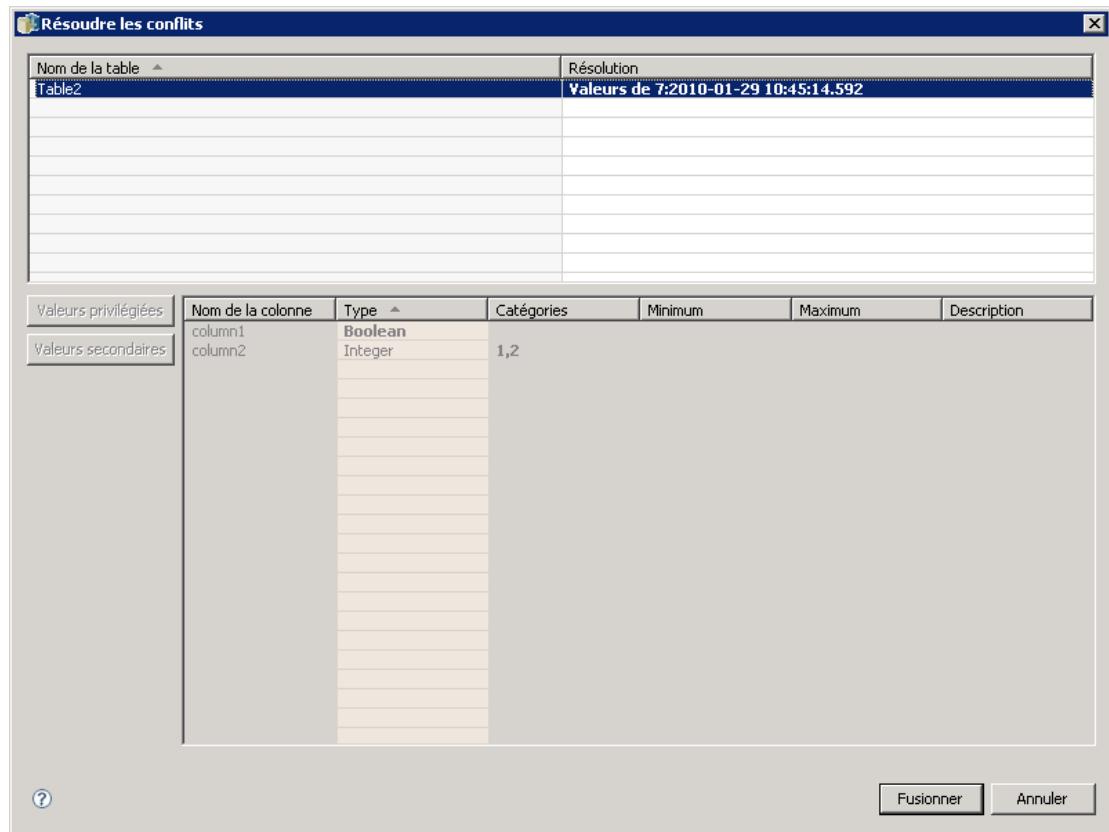 Résoudre les conflits
Nom de la table Résolution
Table2 Valeurs de 7:2010-01-29 10:45:14.592
Valeurs privilégiées
Valeurs secondaires
Nom de la colonne Type Catégories Minimum Maximum Description
column1 Boolean
column2 Integer 1,2
?
Fusionner Annuler